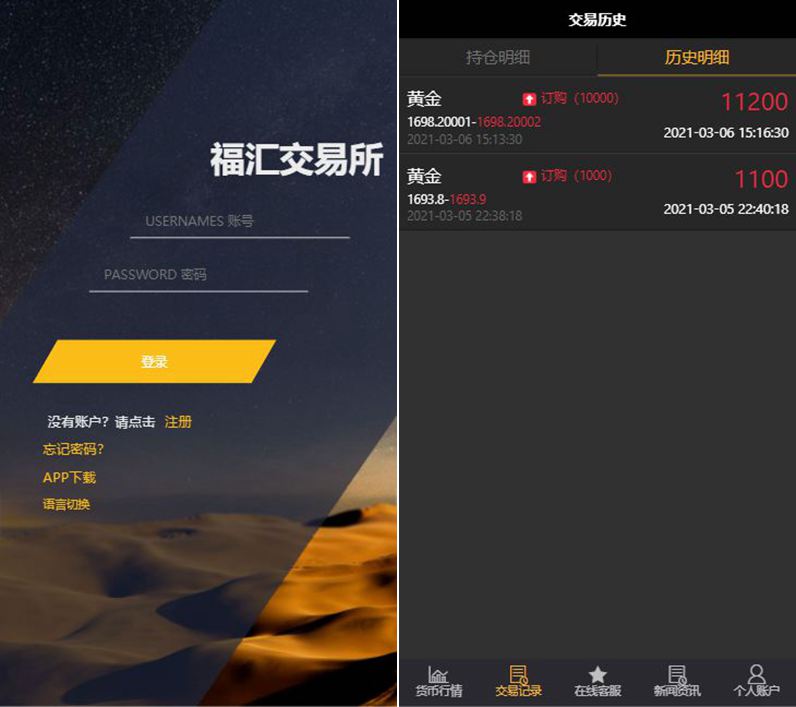 福汇交易所
USERNAMES 账号
PASSWORD 密码
登录
没有账户？请点击 注册
忘记密码？
APP下载
语言切换
交易历史
持仓明细
历史明细
黄金
订购（10000）
11200
1698.20001-1698.20002
2021-03-06 15:13:30
2021-03-06 15:16:30
黄金
订购（1000）
1100
1693.8-1693.9
2021-03-05 22:38:18
2021-03-05 22:40:18
货币行情
交易记录
在线客服
新闻资讯
个人账户